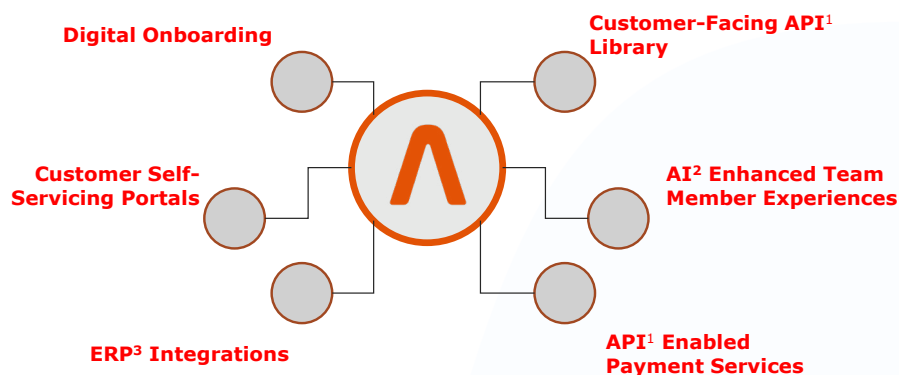 Digital Onboarding
Customer-Facing API¹
Library
Customer Self-
Servicing Portals
AI² Enhanced Team
Member Experiences
ERP³ Integrations
API¹ Enabled
Payment Services